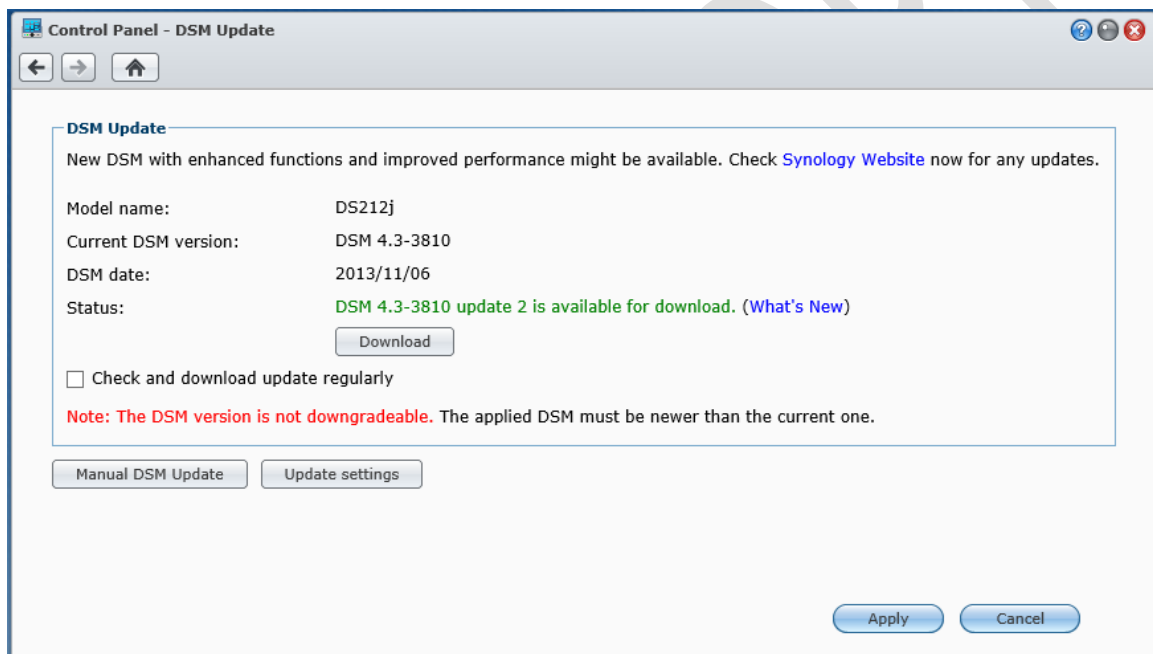 Control Panel - DSM Update
DSM Update
New DSM with enhanced functions and improved performance might be available. Check Synology Website now for any updates.
Model name: DS212j
Current DSM version: DSM 4.3-3810
DSM date: 2013/11/06
Status: DSM 4.3-3810 update 2 is available for download. (What's New)
Download
Check and download update regularly
Note: The DSM version is not downgradeable. The applied DSM must be newer than the current one.
Manual DSM Update Update settings
Apply Cancel